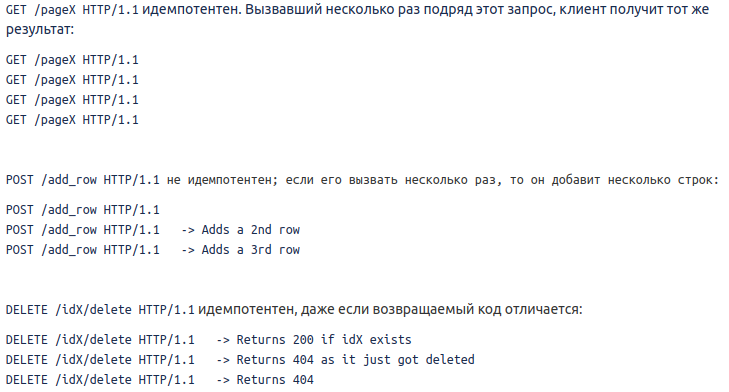 GET /pageX HTTP/1.1 идемпотентен. Вызвавший несколько раз подряд этот запрос, клиент получит тот же
результат:
GET /pageX HTTP/1.1
GET /pageX HTTP/1.1
GET /pageX HTTP/1.1
GET /pageX HTTP/1.1
POST /add_row HTTP/1.1 не идемпотентен; если его вызвать несколько раз, то он добавит несколько строк:
POST /add_row HTTP/1.1
POST /add_row HTTP/1.1   -> Adds a 2nd row
POST /add_row HTTP/1.1   -> Adds a 3rd row
DELETE /idX/delete HTTP/1.1 идемпотентен, даже если возвращаемый код отличается:
DELETE /idX/delete HTTP/1.1   -> Returns 200 if idX exists
DELETE /idX/delete HTTP/1.1   -> Returns 404 as it just got deleted
DELETE /idX/delete HTTP/1.1   -> Returns 404